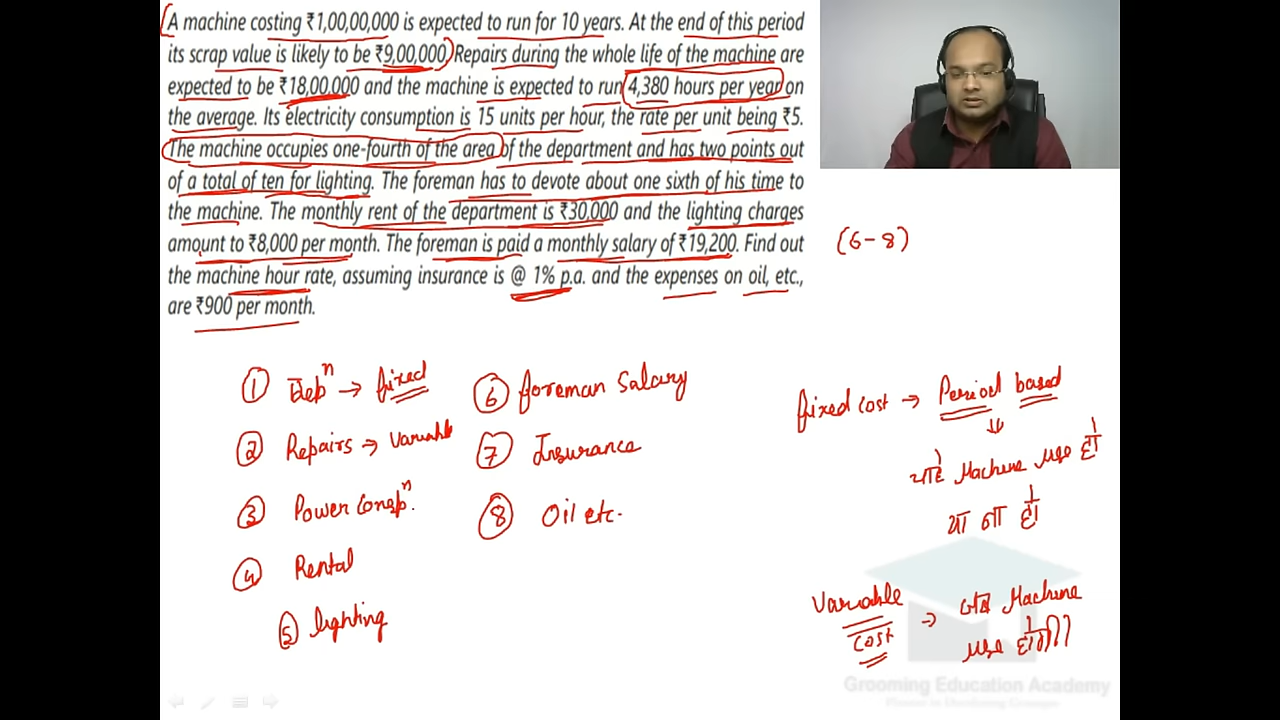 A machine costing ₹1,00,00,000 is expected to run for 10 years. At the end of this period
its scrap value is likely to be ₹9,00,000. Repairs during the whole life of the machine are
expected to be ₹18,00,000 and the machine is expected to run 4,380 hours per year on
the average. Its electricity consumption is 15 units per hour, the rate per unit being ₹5.
The machine occupies one-fourth of the area of the department and has two points out
of a total of ten for lighting. The foreman has to devote about one sixth of his time to
the machine. The monthly rent of the department is ₹30,000 and the lighting charges
amount to ₹8,000 per month. The foreman is paid a monthly salary of ₹19,200. Find out
the machine hour rate, assuming insurance is @ 1% p.a. and the expenses on oil, etc.,
are ₹900 per month.
(6-8)
① Depⁿ → fixed
② Repairs → Variable
③ Power Conspⁿ.
④ Rental
⑤ lighting
⑥ foreman Salary
⑦ Insurance
⑧ Oil etc.
fixed cost → Period based
चाहे Machine use हो
या ना हो
Variable cost → जब Machine
use होगी
Grooming Education Academy